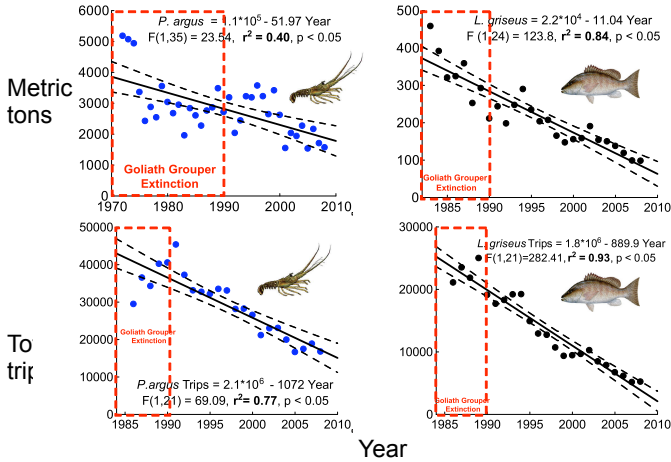 P. argus = 1.1*10⁵ - 51.97 Year
F(1,35) = 23.54, r² = 0.40, p < 0.05
6000
5000
4000
3000
2000
1000
0
1970
1980
1990
2000
2010
Goliath Grouper
Extinction
Metric
tons
L. griseus = 2.2*10⁴ - 11.04 Year
F (1,24) = 123.8, r² = 0.84, p < 0.05
500
400
300
200
100
0
1985
1990
1995
2000
2005
2010
Goliath Grouper
Extinction
50000
40000
30000
20000
10000
0
1985
1990
1995
2000
2005
2010
Goliath Grouper
Extinction
P.argus Trips = 2.1*10⁶ - 1072 Year
F(1,21) = 69.09, r²= 0.77, p < 0.05
To
trip
L. griseus Trips = 1.8*10⁶ - 889.9 Year
F(1,21)=282.41, r²= 0.93, p < 0.05
30000
20000
10000
0
1985
1990
1995
2000
2005
2010
Goliath Grouper
Extinction
Year